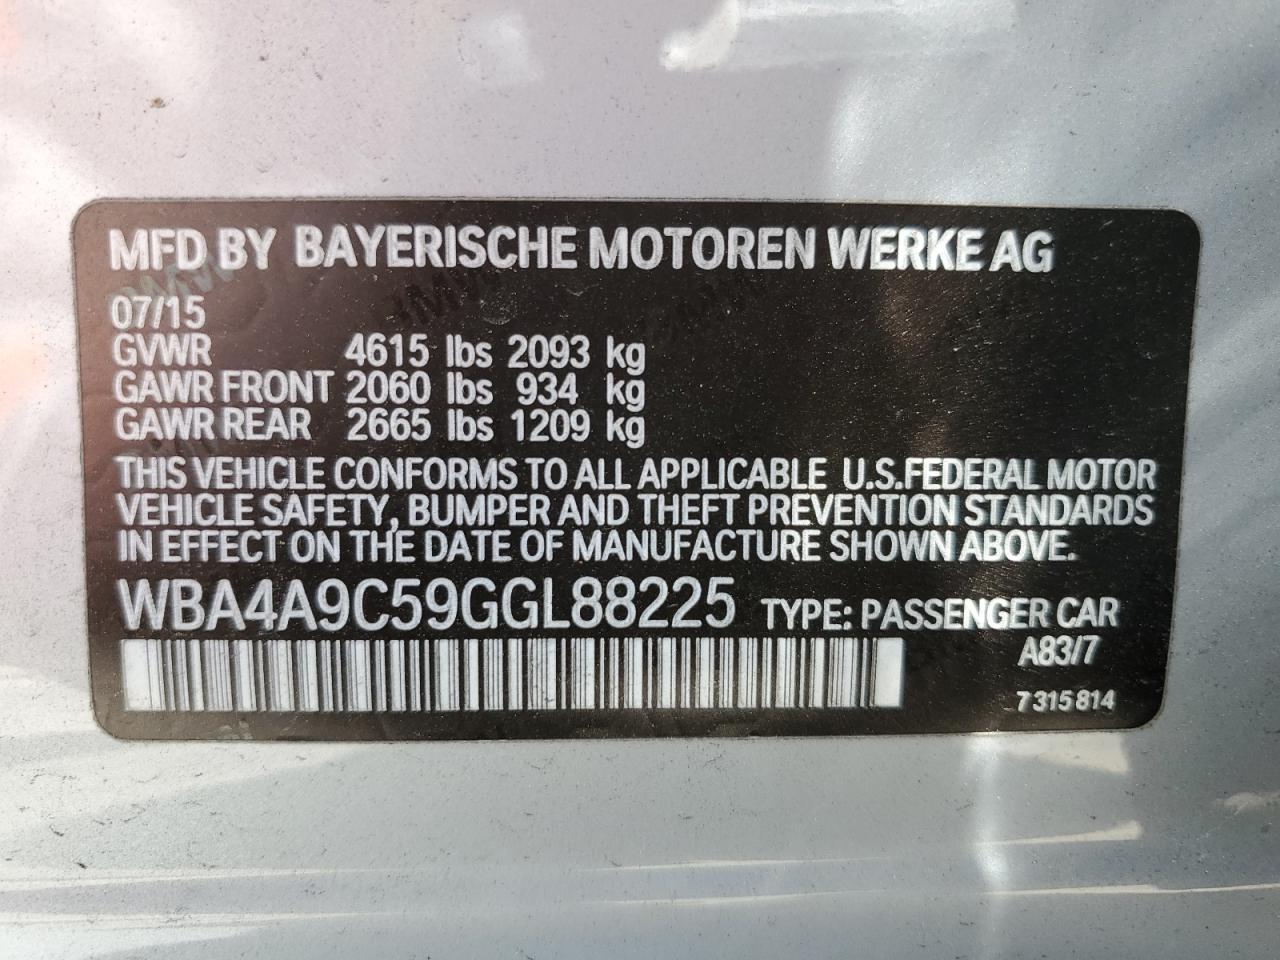 MFD BY BAYERISCHE MOTOREN WERKE AG
07/15
GVWR 4615 lbs 2093 kg
GAWR FRONT 2060 lbs 934 kg
GAWR REAR 2665 lbs 1209 kg
THIS VEHICLE CONFORMS TO ALL APPLICABLE U.S.FEDERAL MOTOR
VEHICLE SAFETY, BUMPER AND THEFT PREVENTION STANDARDS
IN EFFECT ON THE DATE OF MANUFACTURE SHOWN ABOVE.
WBA4A9C59GGL88225 TYPE: PASSENGER CAR
A83/7
7 315 814